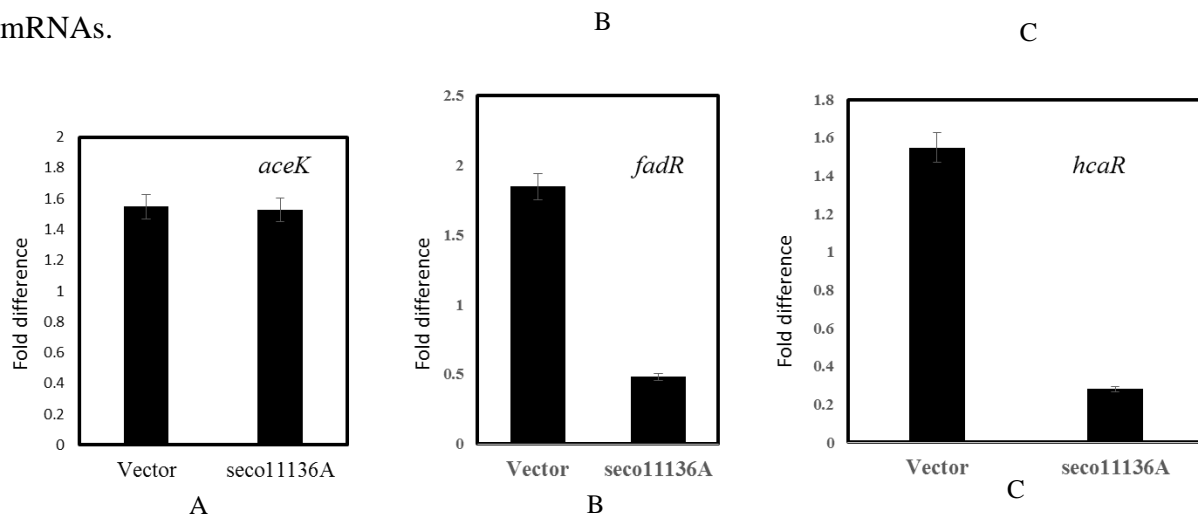 mRNAs.
B
C
2
1.8
1.6
1.4
1.2
1
0.8
0.6
0.4
0.2
0
Fold difference
aceK
Vector seco11136A
A
2.5
2
1.5
1
0.5
0
Fold difference
fadR
Vector seco11136A
B
1.8
1.6
1.4
1.2
1
0.8
0.6
0.4
0.2
0
Fold difference
hcaR
Vector seco11136A
C